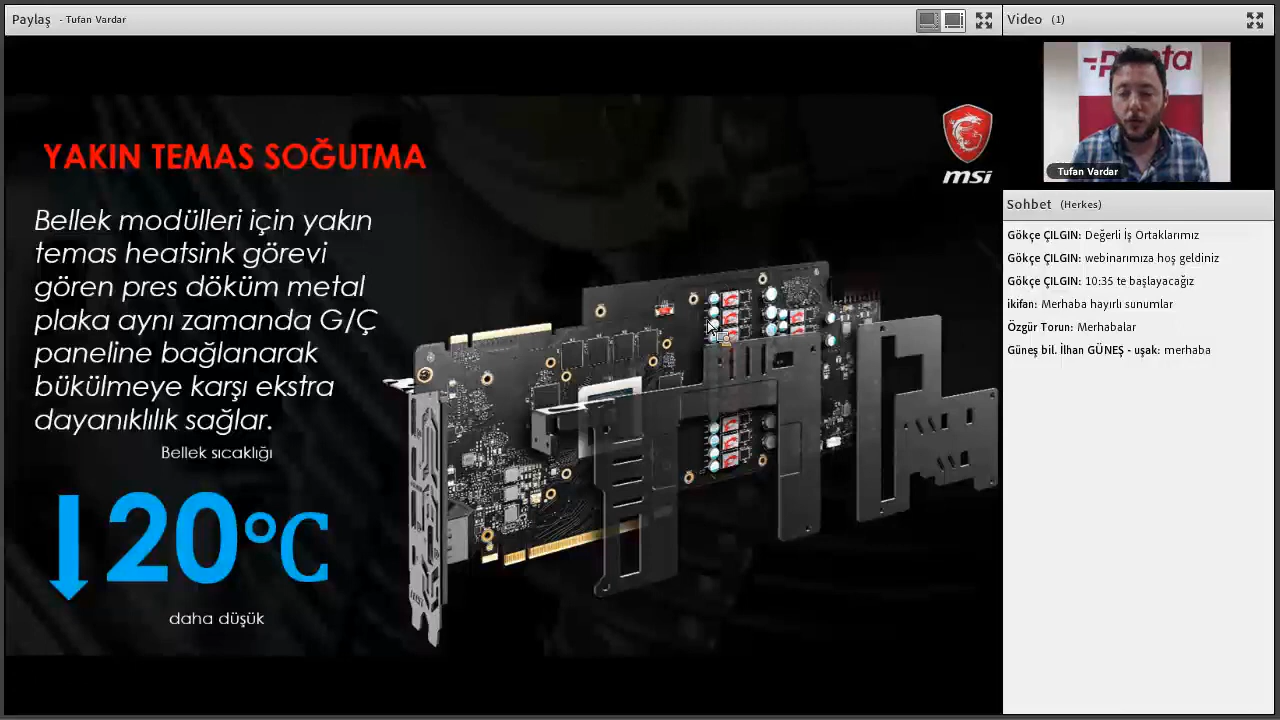 Paylaş - Tufan Vardar
Video (1)
YAKIN TEMAS SOĞUTMA
msi
Bellek modülleri için yakın
temas heatsink görevi
gören pres döküm metal
plaka aynı zamanda G/Ç
paneline bağlanarak
bükülmeye karşı ekstra
dayanıklılık sağlar.
Bellek sıcaklığı
20°C
daha düşük
Tufan Vardar
Sohbet (Herkes)
Gökçe ÇILGIN: Değerli İş Ortaklarımız
Gökçe ÇILGIN: webinarımıza hoş geldiniz
Gökçe ÇILGIN: 10:35 te başlayacağız
ikifan: Merhaba hayırlı sunumlar
Özgür Torun: Merhabalar
Güneş bil. İlhan GÜNEŞ - uşak: merhaba